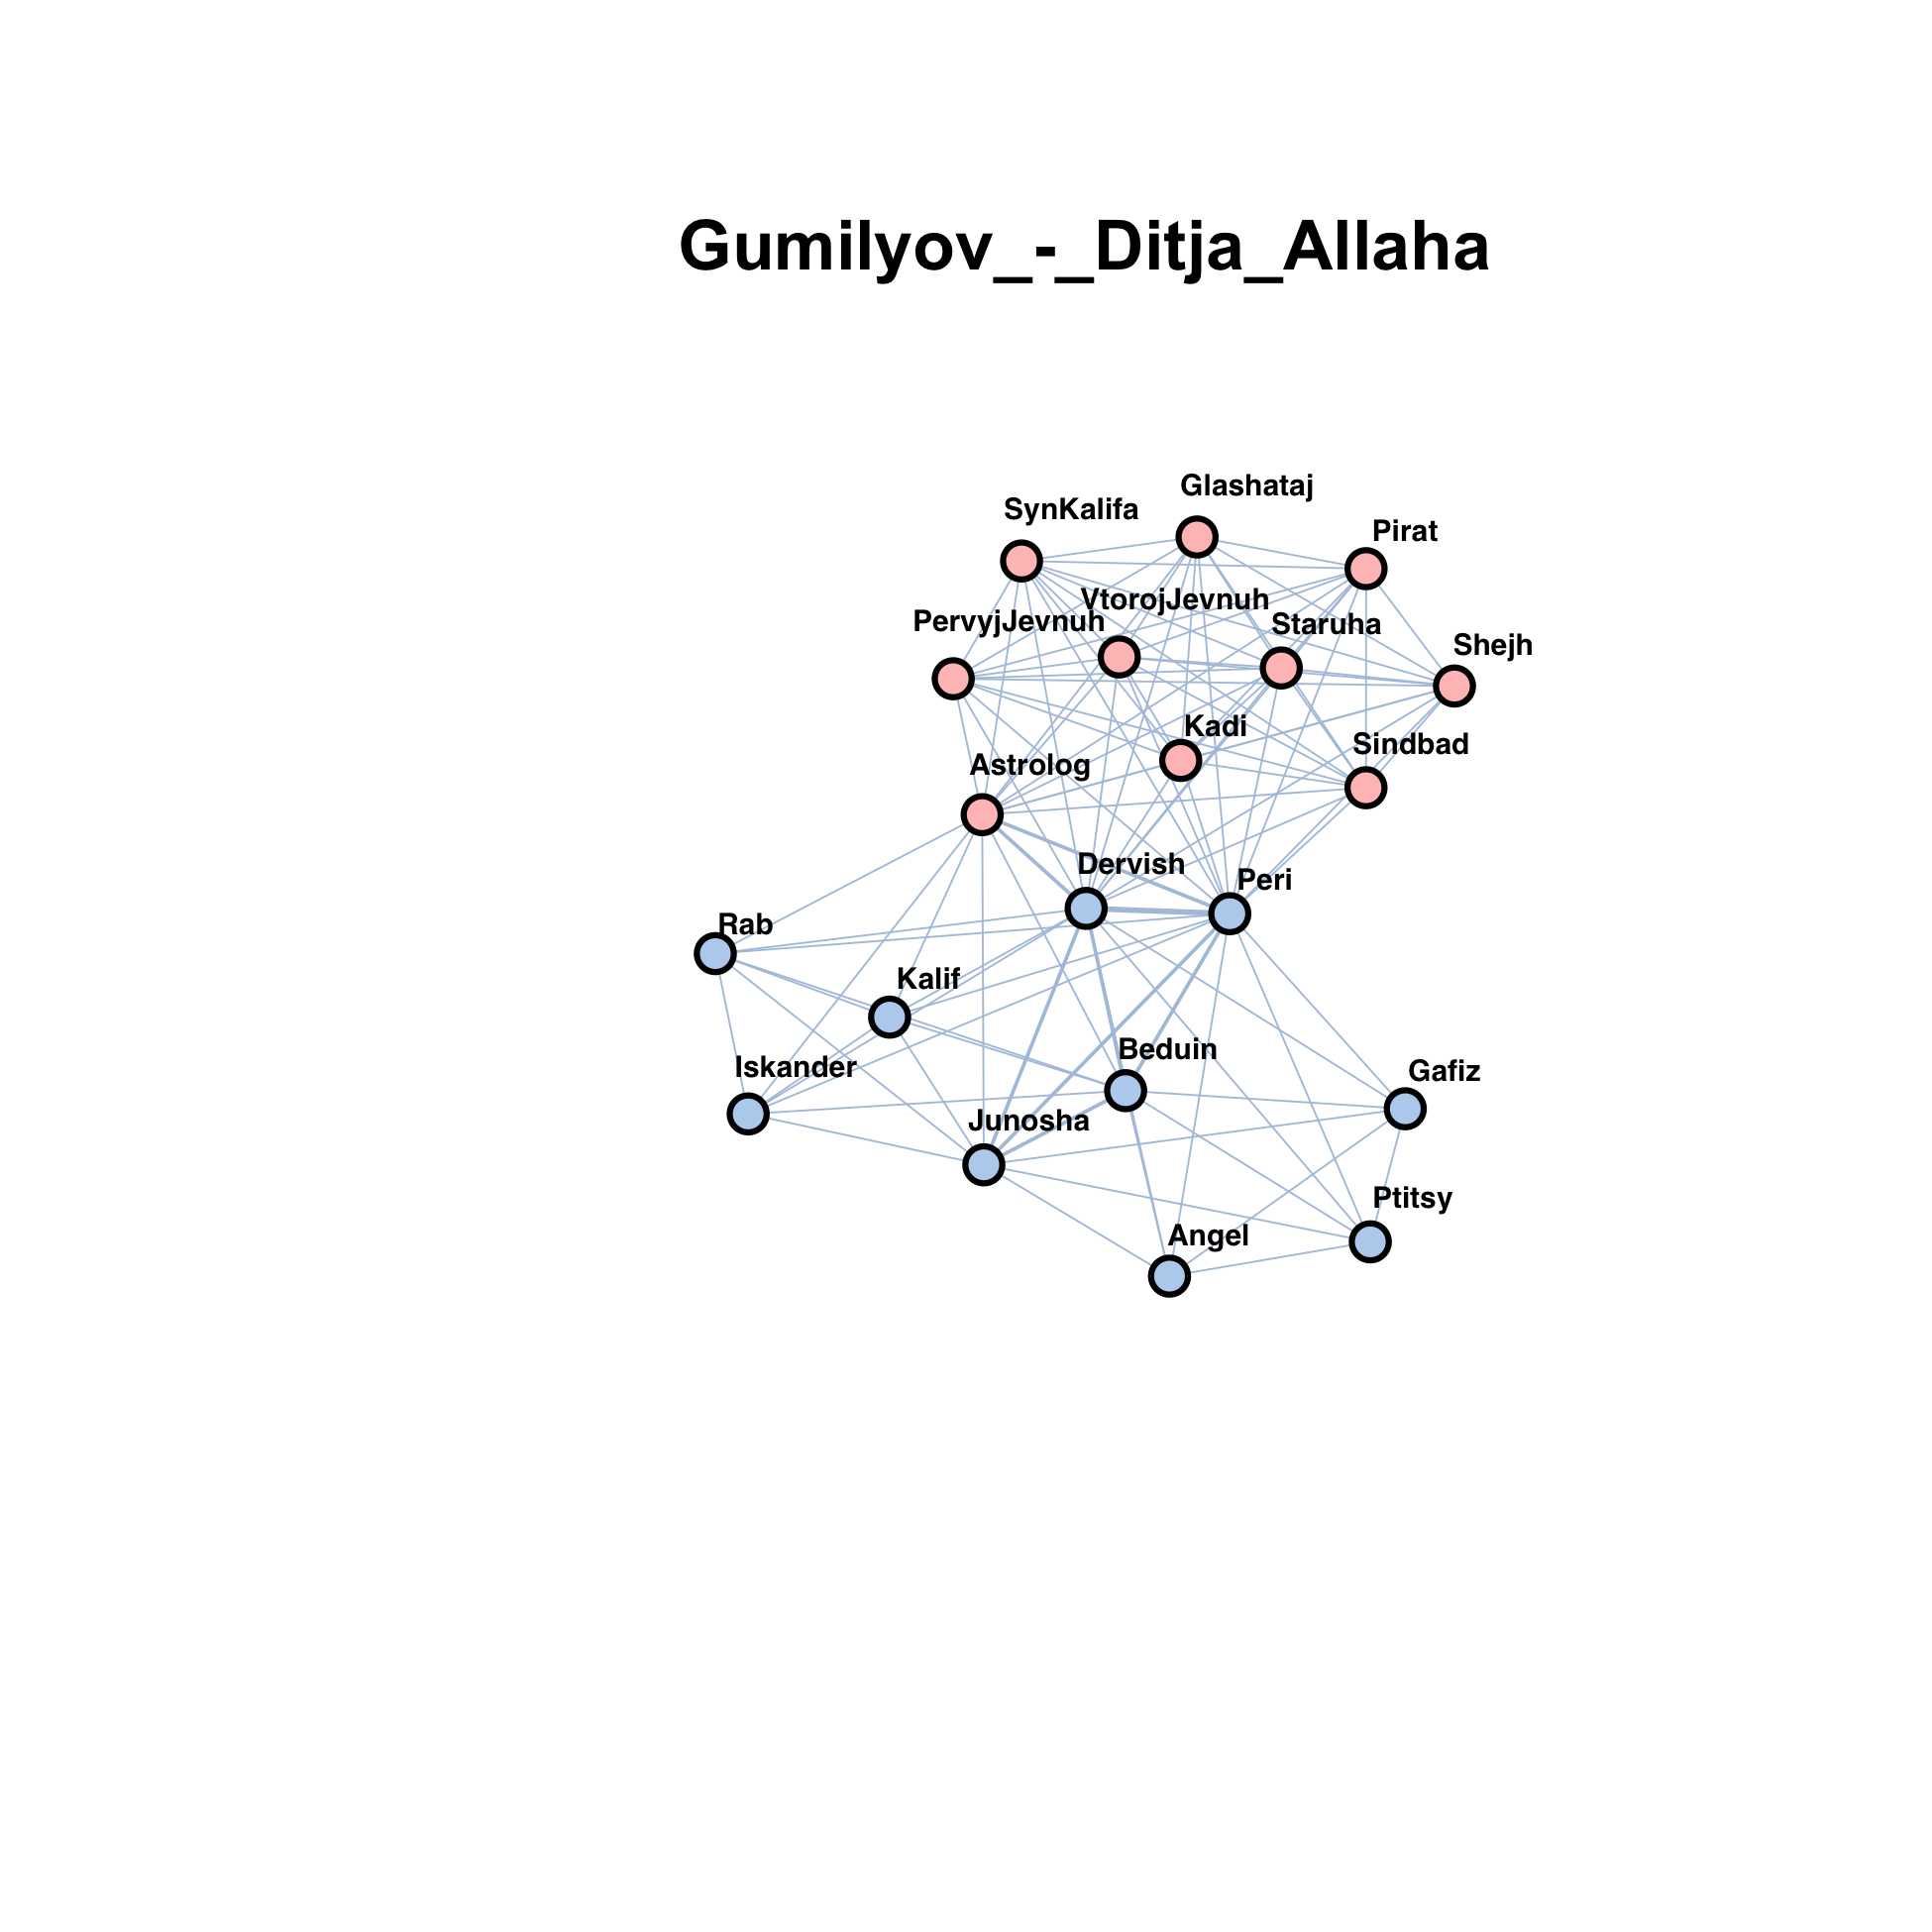 Gumilyov_-_Ditja_Allaha
Glashataj
SynKalifa
Pirat
VtorojJevnuh
PervyjJevnuh
Staruha
Shejh
Kadi
Sindbad
Astrolog
Dervish
Peri
Rab
Kalif
Beduin
Iskander
Gafiz
Junosha
Ptitsy
Angel